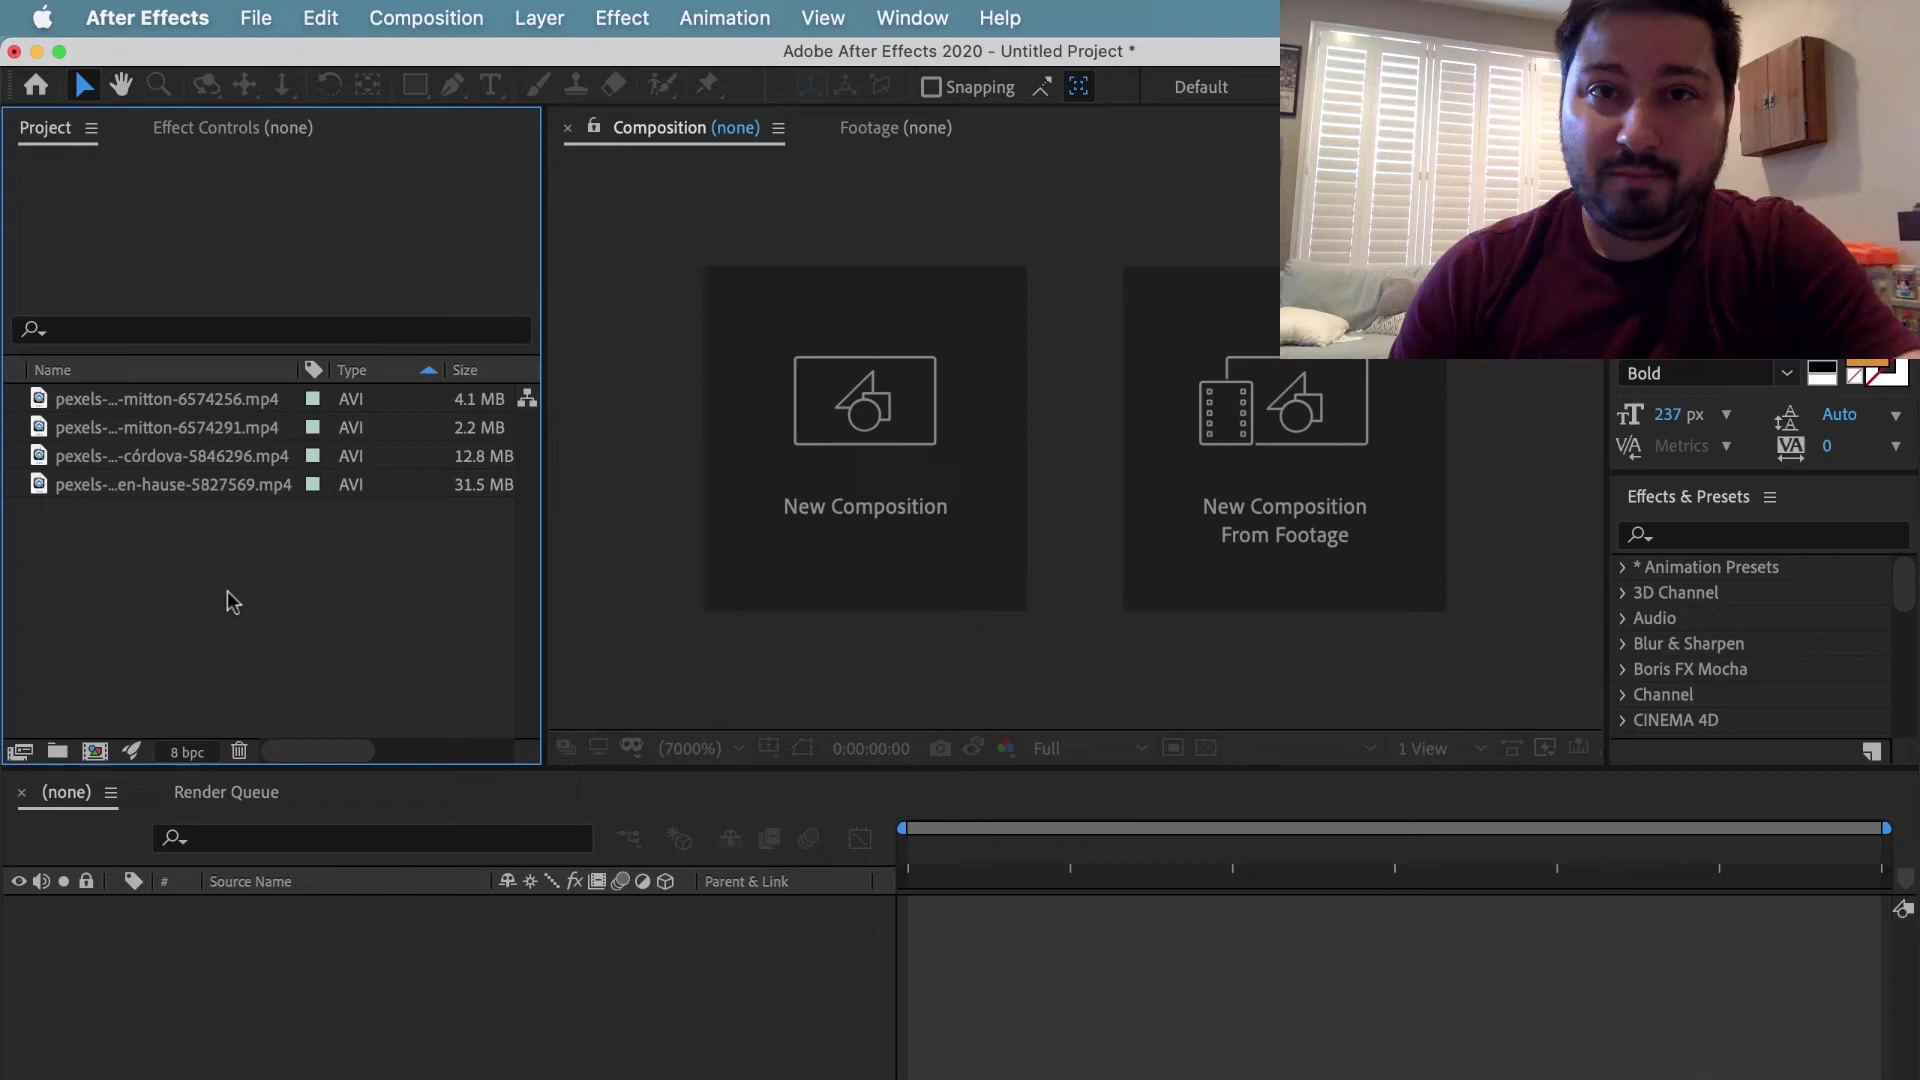 After Effects File Edit Composition Layer Effect Animation View Window Help
Adobe After Effects 2020 - Untitled Project *
Snapping Default
Project Effect Controls (none) Composition (none) Footage (none)
Name Type Size
pexels-...-mitton-6574256.mp4 AVI 4.1 MB
pexels-...-mitton-6574291.mp4 AVI 2.2 MB
pexels-...-córdova-5846296.mp4 AVI 12.8 MB
pexels-...en-hause-5827569.mp4 AVI 31.5 MB
New Composition
New Composition
From Footage
Bold
237 px Auto
Metrics 0
Effects & Presets
* Animation Presets
3D Channel
Audio
Blur & Sharpen
Boris FX Mocha
Channel
CINEMA 4D
8 bpc (7000%) 0:00:00:00 Full 1 View
(none) Render Queue
# Source Name fx Parent & Link